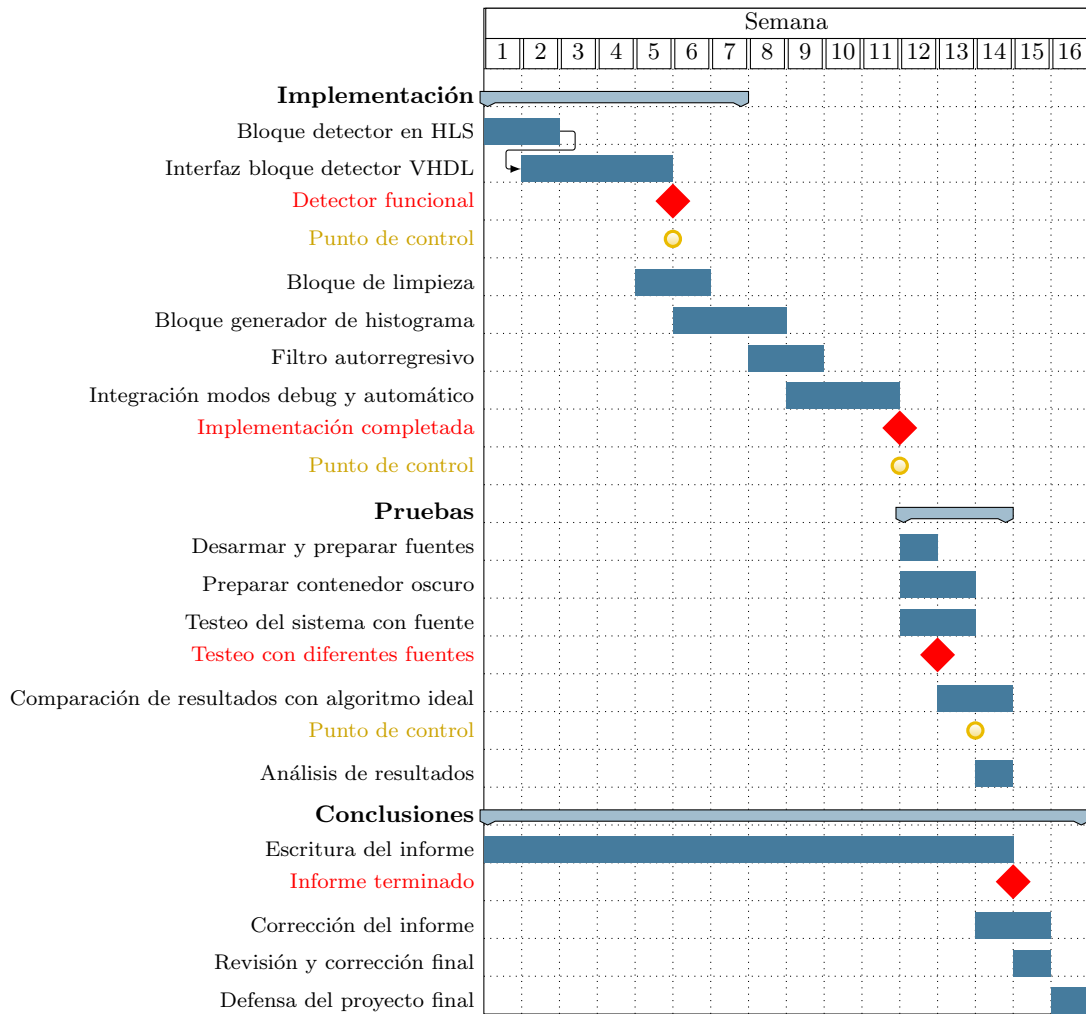 Semana
1 2 3 4 5 6 7 8 9 10 11 12 13 14 15 16
Implementación
Bloque detector en HLS
Interfaz bloque detector VHDL
Detector funcional
Punto de control
Bloque de limpieza
Bloque generador de histograma
Filtro autorregresivo
Integración modos debug y automático
Implementación completada
Punto de control
Pruebas
Desarmar y preparar fuentes
Preparar contenedor oscuro
Testeo del sistema con fuente
Testeo con diferentes fuentes
Comparación de resultados con algoritmo ideal
Punto de control
Análisis de resultados
Conclusiones
Escritura del informe
Informe terminado
Corrección del informe
Revisión y corrección final
Defensa del proyecto final